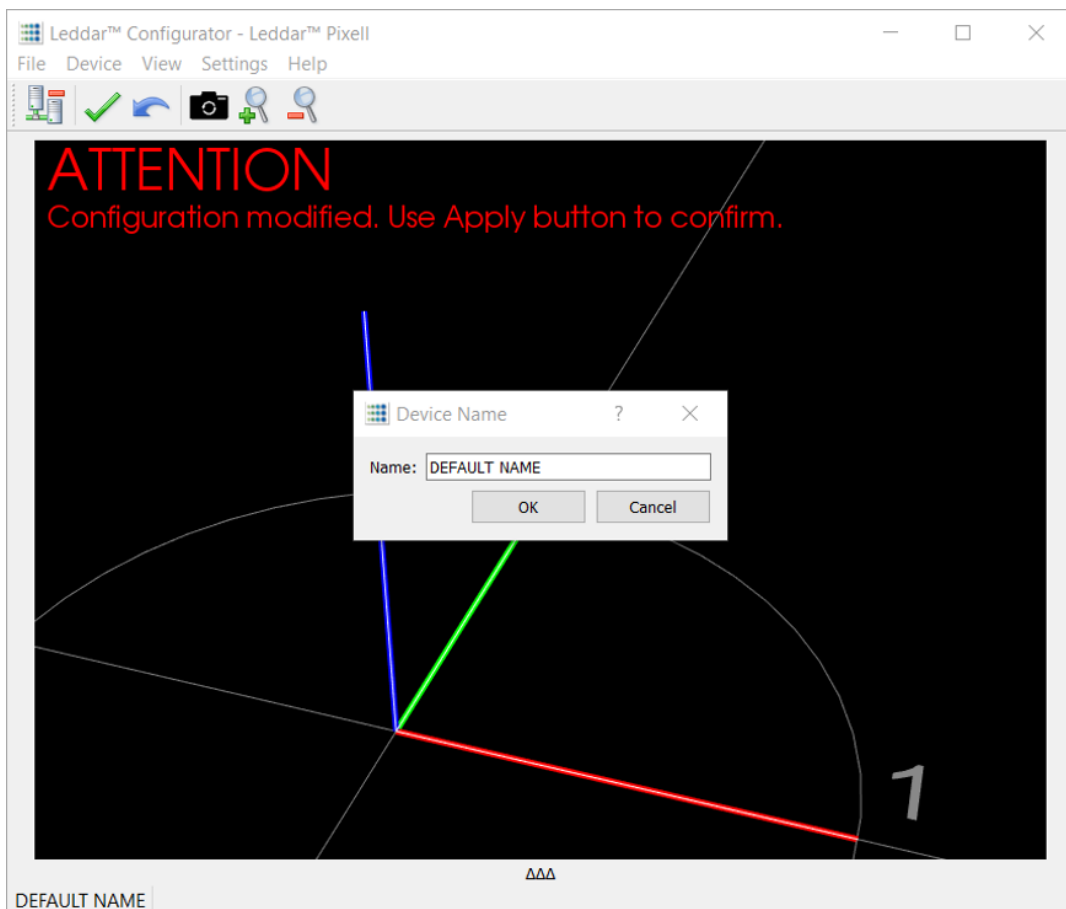 Leddar™ Configurator - Leddar™ Pixell
File Device View Settings Help
ATTENTION
Configuration modified. Use Apply button to confirm.
Device Name ?
Name: DEFAULT NAME
OK Cancel
1
ΔΔΔ
DEFAULT NAME